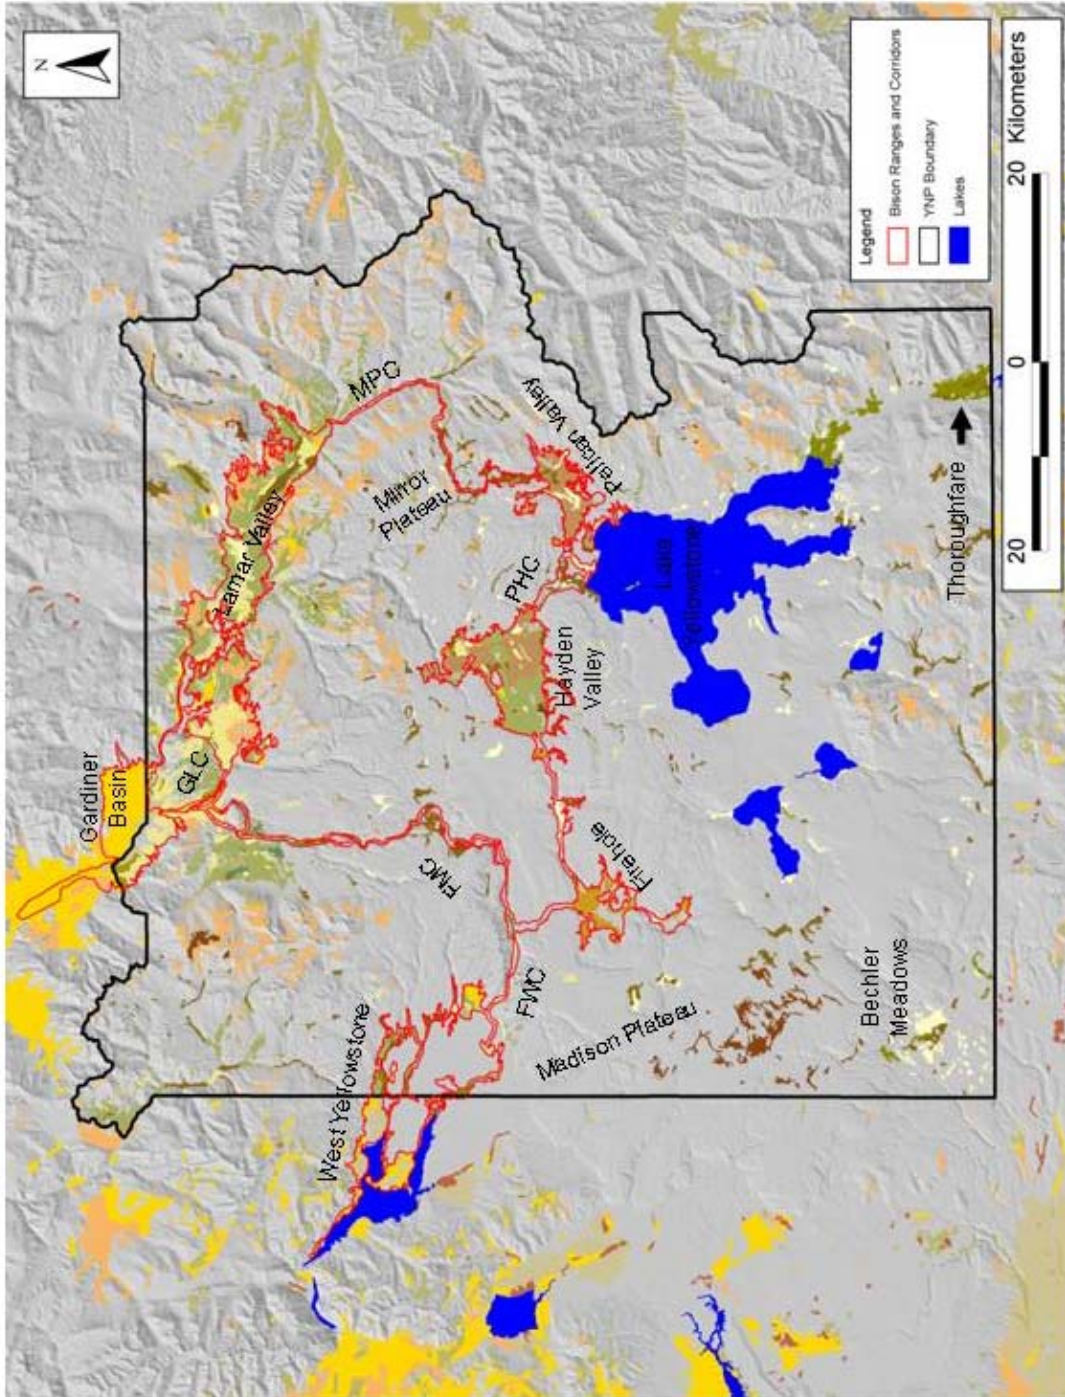 N
Gardiner
Basin
GLC
Lamar Valley
MPC
Mirror
Plateau
Pelican Valley
PHC
Lake
Yellowstone
Hayden
Valley
FMC
Firehole
West Yellowstone
FWC
Madison Plateau
Bechler
Meadows
Thoroughfare
Legend
Bison Ranges and Corridors
YNP Boundary
Lakes
20 0 20 Kilometers